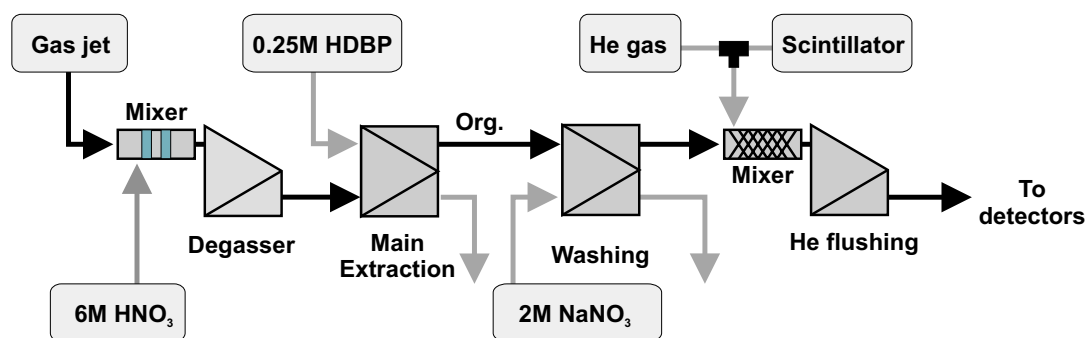 Gas jet
0.25M HDBP
He gas
Scintillator
Mixer
Org.
Mixer
Degasser
Main
Extraction
Washing
He flushing
To
detectors
6M HNO₃
2M NaNO₃